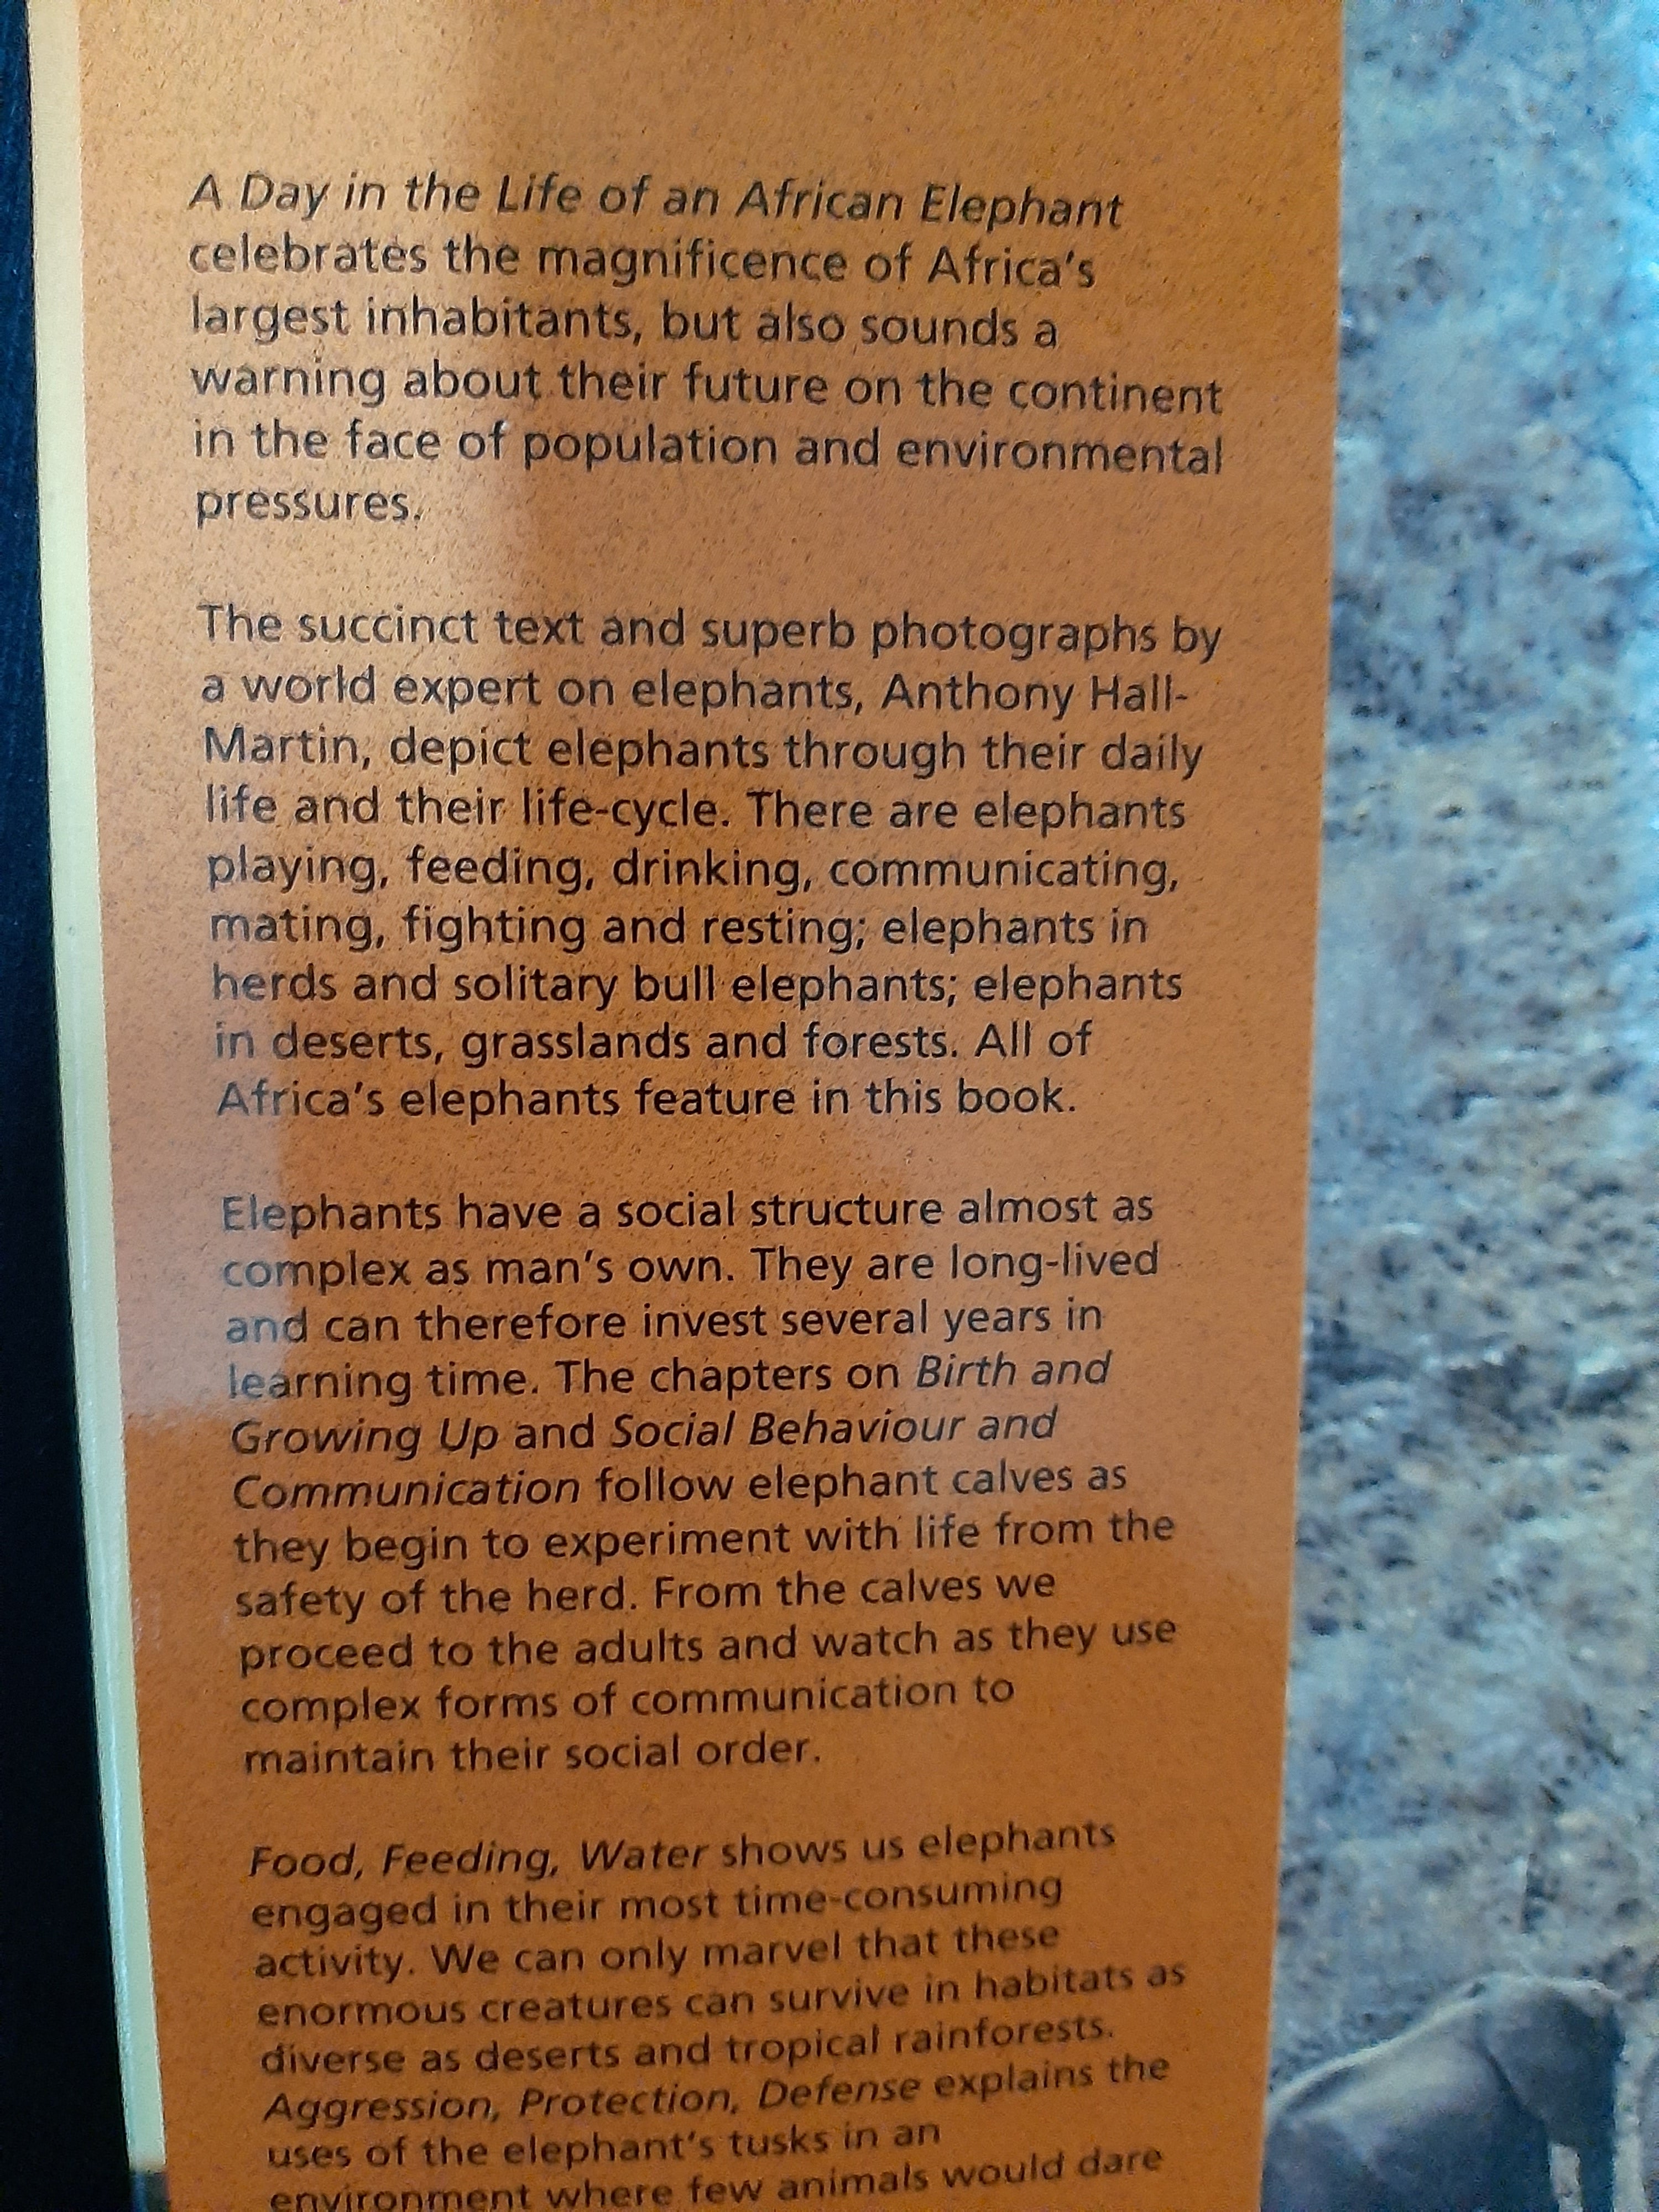 A Day in the Life of an African Elephant
celebrates the magnificence of Africa's
largest inhabitants, but also sounds a
warning about their future on the continent
in the face of population and environmental
pressures.
The succinct text and superb photographs by
a world expert on elephants, Anthony Hall-
Martin, depict elephants through their daily
life and their life-cycle. There are elephants
playing, feeding, drinking, communicating,
mating, fighting and resting; elephants in
herds and solitary bull elephants; elephants
in deserts, grasslands and forests. All of
Africa's elephants feature in this book.
Elephants have a social structure almost as
complex as man's own. They are long-lived
and can therefore invest several years in
learning time. The chapters on Birth and
Growing Up and Social Behaviour and
Communication follow elephant calves as
they begin to experiment with life from the
safety of the herd. From the calves we
proceed to the adults and watch as they use
complex forms of communication to
maintain their social order.
Food, Feeding, Water shows us elephants
engaged in their most time-consuming
activity. We can only marvel that these
enormous creatures can survive in habitats as
diverse as deserts and tropical rainforests.
Aggression, Protection, Defense explains the
uses of the elephant's tusks in an
environment where few animals would dare